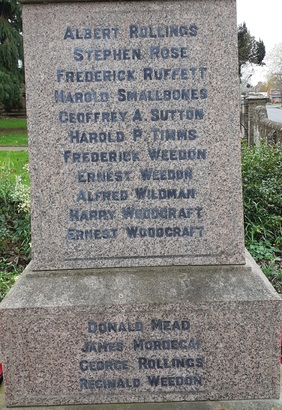 ALBERT ROLLINGS
STEPHEN ROSE
FREDERICK RUFFETT
HAROLD SMALLBONES
GEOFFREY A. SUTTON
HAROLD P. TIMMS
FREDERICK WEEDON
ERNEST WEEDON
ALFRED WILDMAN
HARRY WOODCRAFT
ERNEST WOODCRAFT
DONALD MEAD
JAMES MORDECAI
GEORGE ROLLINGS
REGINALD WEEDON